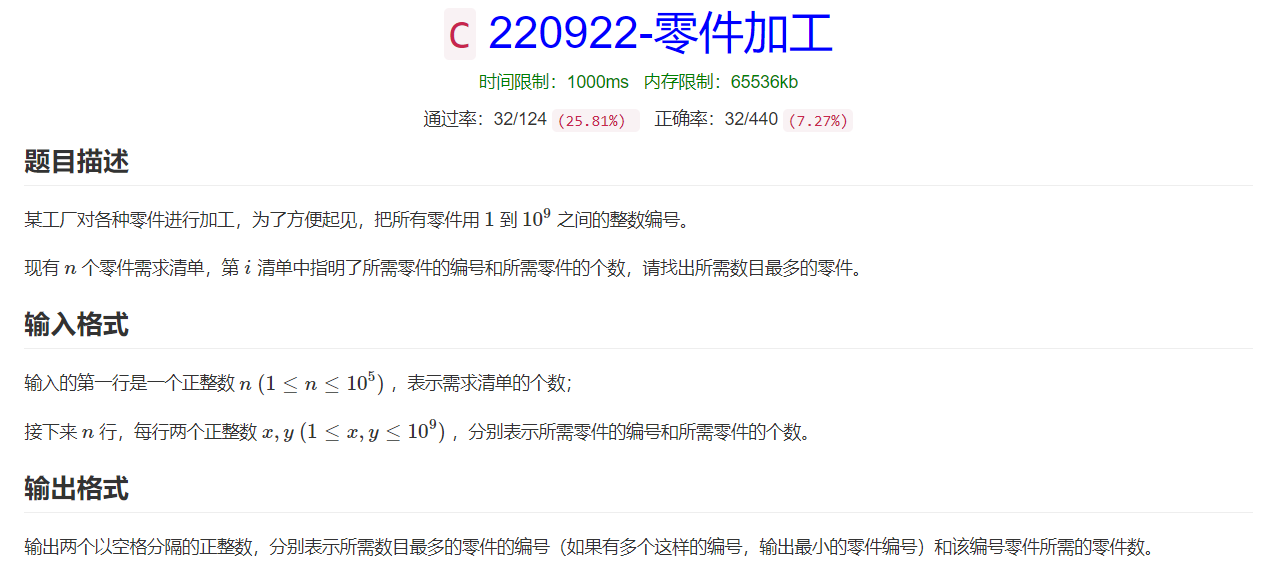 C 220922-零件加工
时间限制：1000ms 内存限制：65536kb
通过率：32/124 (25.81%) 正确率：32/440 (7.27%)
题目描述
某工厂对各种零件进行加工，为了方便起见，把所有零件用 1 到 10^9 之间的整数编号。
现有 n 个零件需求清单，第 i 清单中指明了所需零件的编号和所需零件的个数，请找出所需数目最多的零件。
输入格式
输入的第一行是一个正整数 n (1 ≤ n ≤ 10^5) ，表示需求清单的个数；
接下来 n 行，每行两个正整数 x, y (1 ≤ x, y ≤ 10^9) ，分别表示所需零件的编号和所需零件的个数。
输出格式
输出两个以空格分隔的正整数，分别表示所需数目最多的零件的编号（如果有多个这样的编号，输出最小的零件编号）和该编号零件所需的零件数。